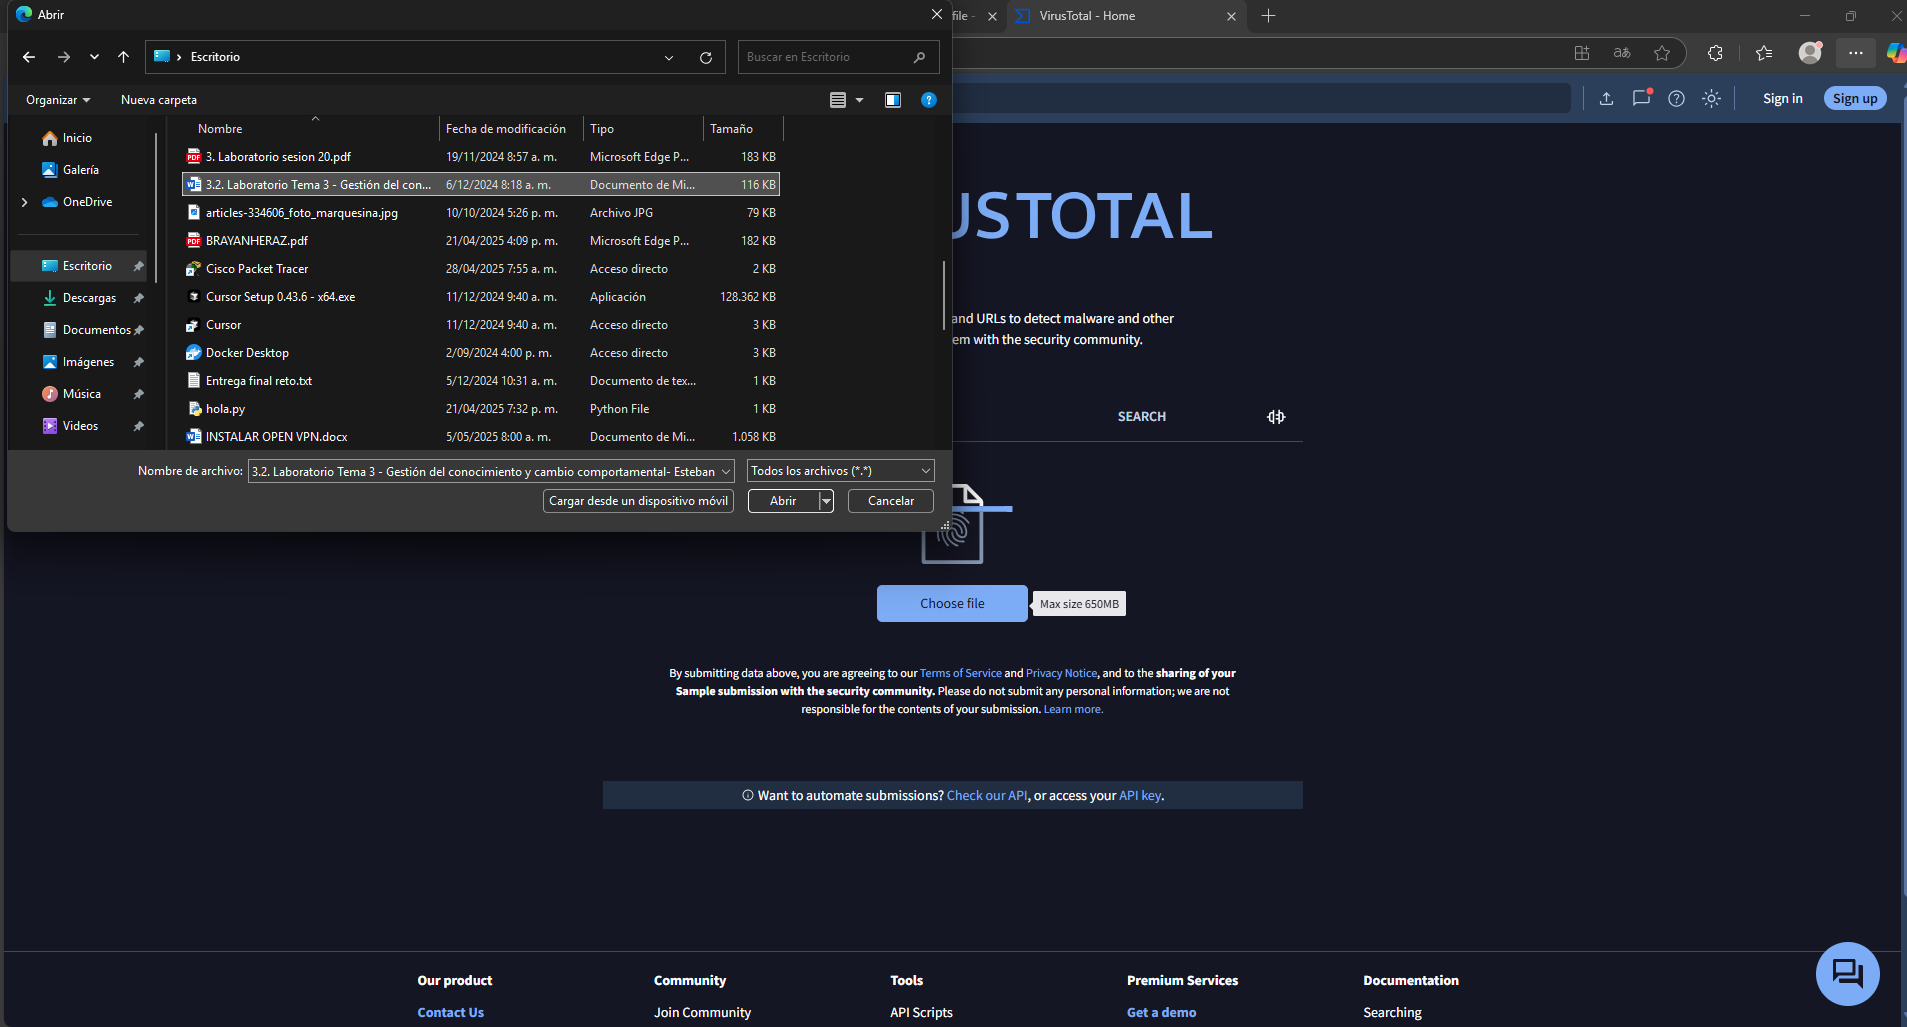 Abrir
file -
VirusTotal - Home
Escritorio
Buscar en Escritorio
Organizar
Nueva carpeta
Sign in
Sign up
Inicio
Galería
OneDrive
Escritorio
Descargas
Documentos
Imágenes
Música
Videos
Nombre Fecha de modificación Tipo Tamaño
3. Laboratorio sesion 20.pdf 19/11/2024 8:57 a. m. Microsoft Edge P... 183 KB
3.2. Laboratorio Tema 3 - Gestión del con... 6/12/2024 8:18 a. m. Documento de Mi... 116 KB
articles-334606_foto_marquesina.jpg 10/10/2024 5:26 p. m. Archivo JPG 79 KB
BRAYANHERAZ.pdf 21/04/2025 4:09 p. m. Microsoft Edge P... 182 KB
Cisco Packet Tracer 28/04/2025 7:55 a. m. Acceso directo 2 KB
Cursor Setup 0.43.6 - x64.exe 11/12/2024 9:40 a. m. Aplicación 128.362 KB
Cursor 11/12/2024 9:40 a. m. Acceso directo 3 KB
Docker Desktop 2/09/2024 4:00 p. m. Acceso directo 3 KB
Entrega final reto.txt 5/12/2024 10:31 a. m. Documento de tex... 1 KB
hola.py 21/04/2025 7:32 p. m. Python File 1 KB
INSTALAR OPEN VPN.docx 5/05/2025 8:00 a. m. Documento de Mi... 1.058 KB
Nombre de archivo: 3.2. Laboratorio Tema 3 - Gestión del conocimiento y cambio comportamental- Esteban
Todos los archivos (*.*)
Cargar desde un dispositivo móvil
Abrir
Cancelar
USTOTAL
and URLs to detect malware and other
em with the security community.
SEARCH
Choose file
Max size 650MB
By submitting data above, you are agreeing to our Terms of Service and Privacy Notice, and to the sharing of your
Sample submission with the security community. Please do not submit any personal information; we are not
responsible for the contents of your submission. Learn more.
Want to automate submissions? Check our API, or access your API key.
Our product Community Tools Premium Services Documentation
Contact Us Join Community API Scripts Get a demo Searching